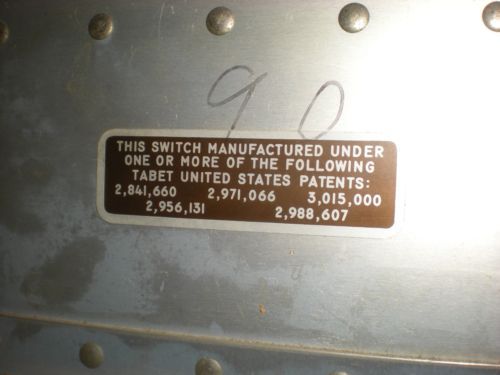 90
THIS SWITCH MANUFACTURED UNDER
ONE OR MORE OF THE FOLLOWING
TABET UNITED STATES PATENTS:
2,841,660 2,971,066 3,015,000
2,956,131 2,988,607